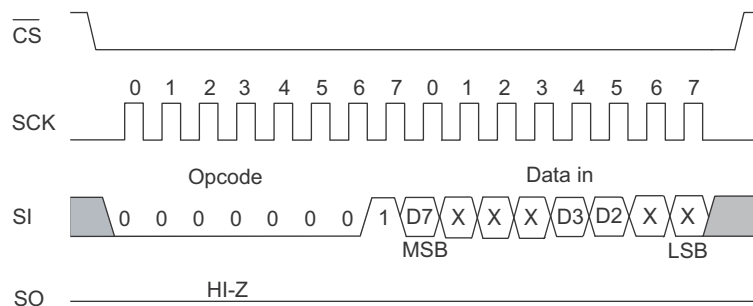 CS
0 1 2 3 4 5 6 7 0 1 2 3 4 5 6 7
SCK
Opcode Data in
SI 0 0 0 0 0 0 0 1 D7 X X X D3 D2 X X
MSB LSB
HI-Z
SO